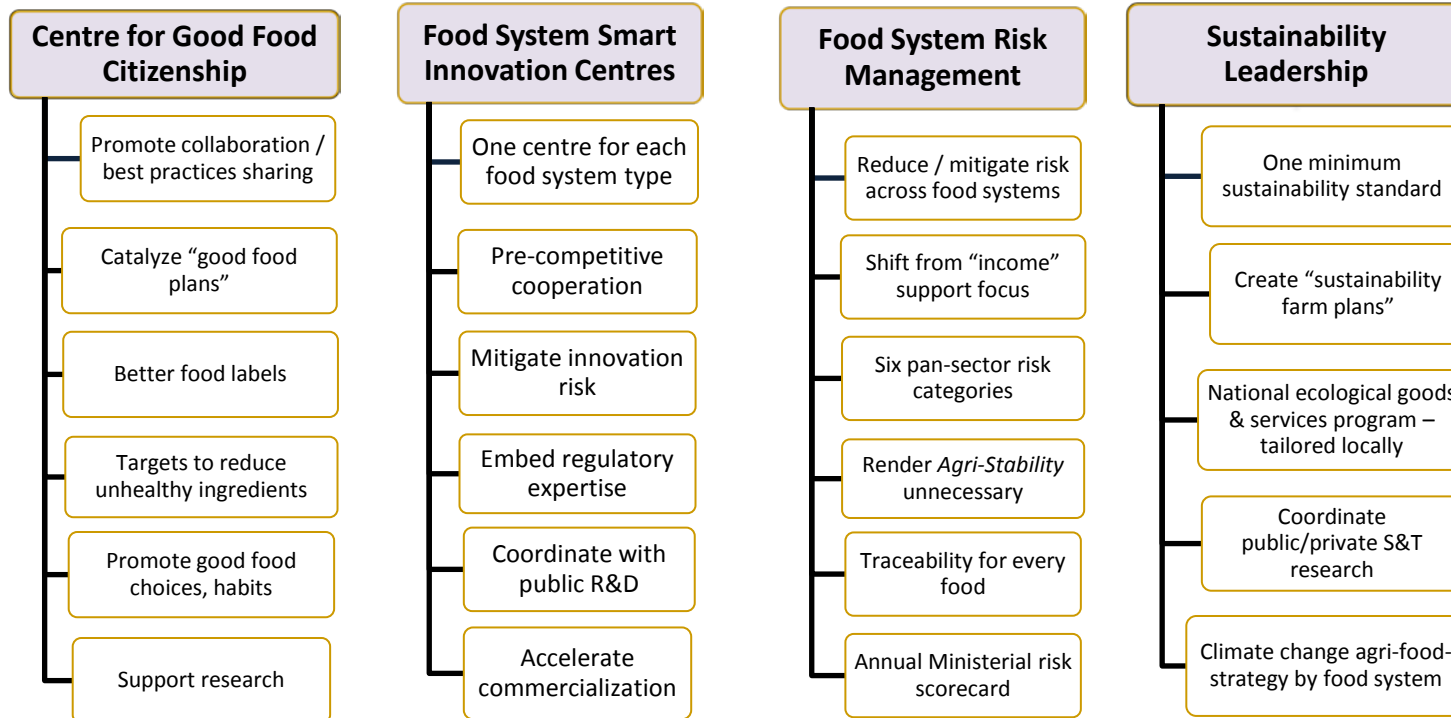 Centre for Good Food
Citizenship
Promote collaboration /
best practices sharing
Catalyze “good food
plans”
Better food labels
Targets to reduce
unhealthy ingredients
Promote good food
choices, habits
Support research
Food System Smart
Innovation Centres
One centre for each
food system type
Pre-competitive
cooperation
Mitigate innovation
risk
Embed regulatory
expertise
Coordinate with
public R&D
Accelerate
commercialization
Food System Risk
Management
Reduce / mitigate risk
across food systems
Shift from “income”
support focus
Six pan-sector risk
categories
Render Agri-Stability
unnecessary
Traceability for every
food
Annual Ministerial risk
scorecard
Sustainability
Leadership
One minimum
sustainability standard
Create “sustainability
farm plans”
National ecological goods
& services program –
tailored locally
Coordinate
public/private S&T
research
Climate change agri-food-
strategy by food system